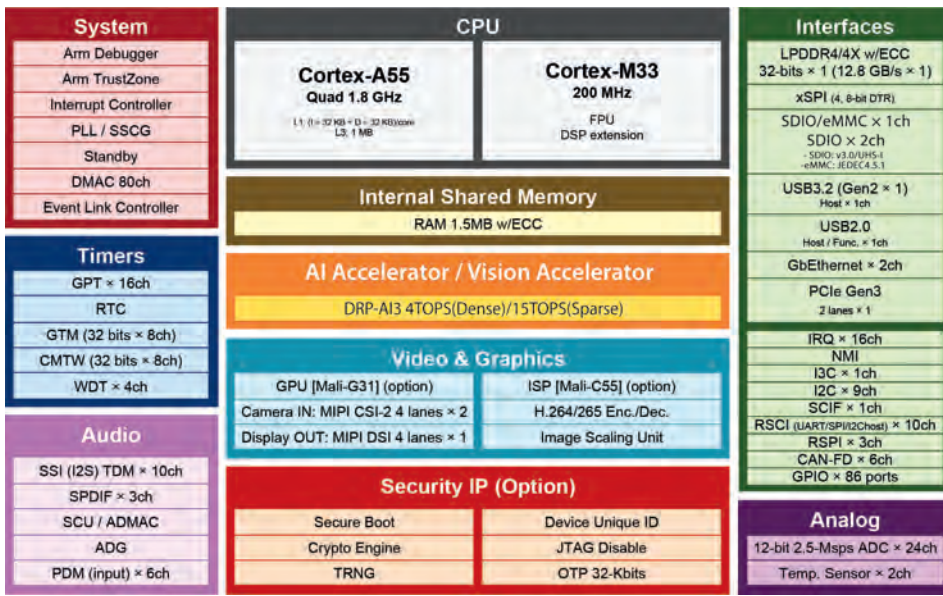 System
Arm Debugger
Arm TrustZone
Interrupt Controller
PLL / SSCG
Standby
DMAC 80ch
Event Link Controller
Timers
GPT × 16ch
RTC
GTM (32 bits × 8ch)
CMTW (32 bits × 8ch)
WDT × 4ch
Audio
SSI (I2S) TDM × 10ch
SPDIF × 3ch
SCU / ADMAC
ADG
PDM (input) × 6ch
CPU
Cortex-A55
Quad 1.8 GHz
L1: (I = 32 KB + D = 32 KB)/core
L3: 1 MB
Cortex-M33
200 MHz
FPU
DSP extension
Internal Shared Memory
RAM 1.5MB w/ECC
AI Accelerator / Vision Accelerator
DRP-AI3 4TOPS(Dense)/15TOPS(Sparse)
Video & Graphics
GPU [Mali-G31] (option)
ISP [Mali-C55] (option)
Camera IN: MIPI CSI-2 4 lanes × 2
H.264/265 Enc./Dec.
Display OUT: MIPI DSI 4 lanes × 1
Image Scaling Unit
Security IP (Option)
Secure Boot
Device Unique ID
Crypto Engine
JTAG Disable
TRNG
OTP 32-Kbits
Interfaces
LPDDR4/4X w/ECC
32-bits × 1 (12.8 GB/s × 1)
xSPI (4, 8-bit DTR)
SDIO/eMMC × 1ch
SDIO × 2ch
- SDIO: v3.0/UHS-I
-eMMC: JEDEC4.5.1
USB3.2 (Gen2 × 1)
Host × 1ch
USB2.0
Host / Func. × 1ch
GbEthernet × 2ch
PCIe Gen3
2 lanes × 1
IRQ × 16ch
NMI
I3C × 1ch
I2C × 9ch
SCIF × 1ch
RSCI (UART/SPI/I2Chost) × 10ch
RSPI × 3ch
CAN-FD × 6ch
GPIO × 86 ports
Analog
12-bit 2.5-Msps ADC × 24ch
Temp. Sensor × 2ch